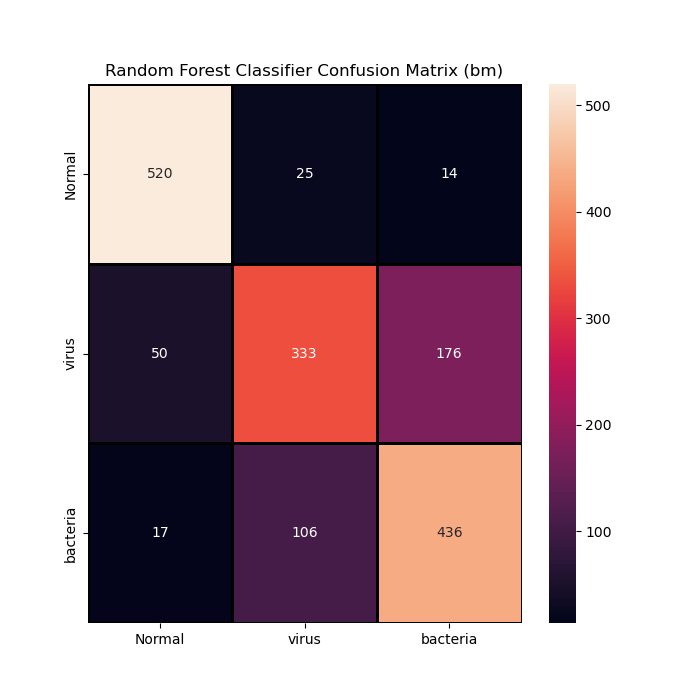 Random Forest Classifier Confusion Matrix (bm)
Normal
520
25
14
virus
50
333
176
bacteria
17
106
436
Normal
virus
bacteria
500
400
300
200
100